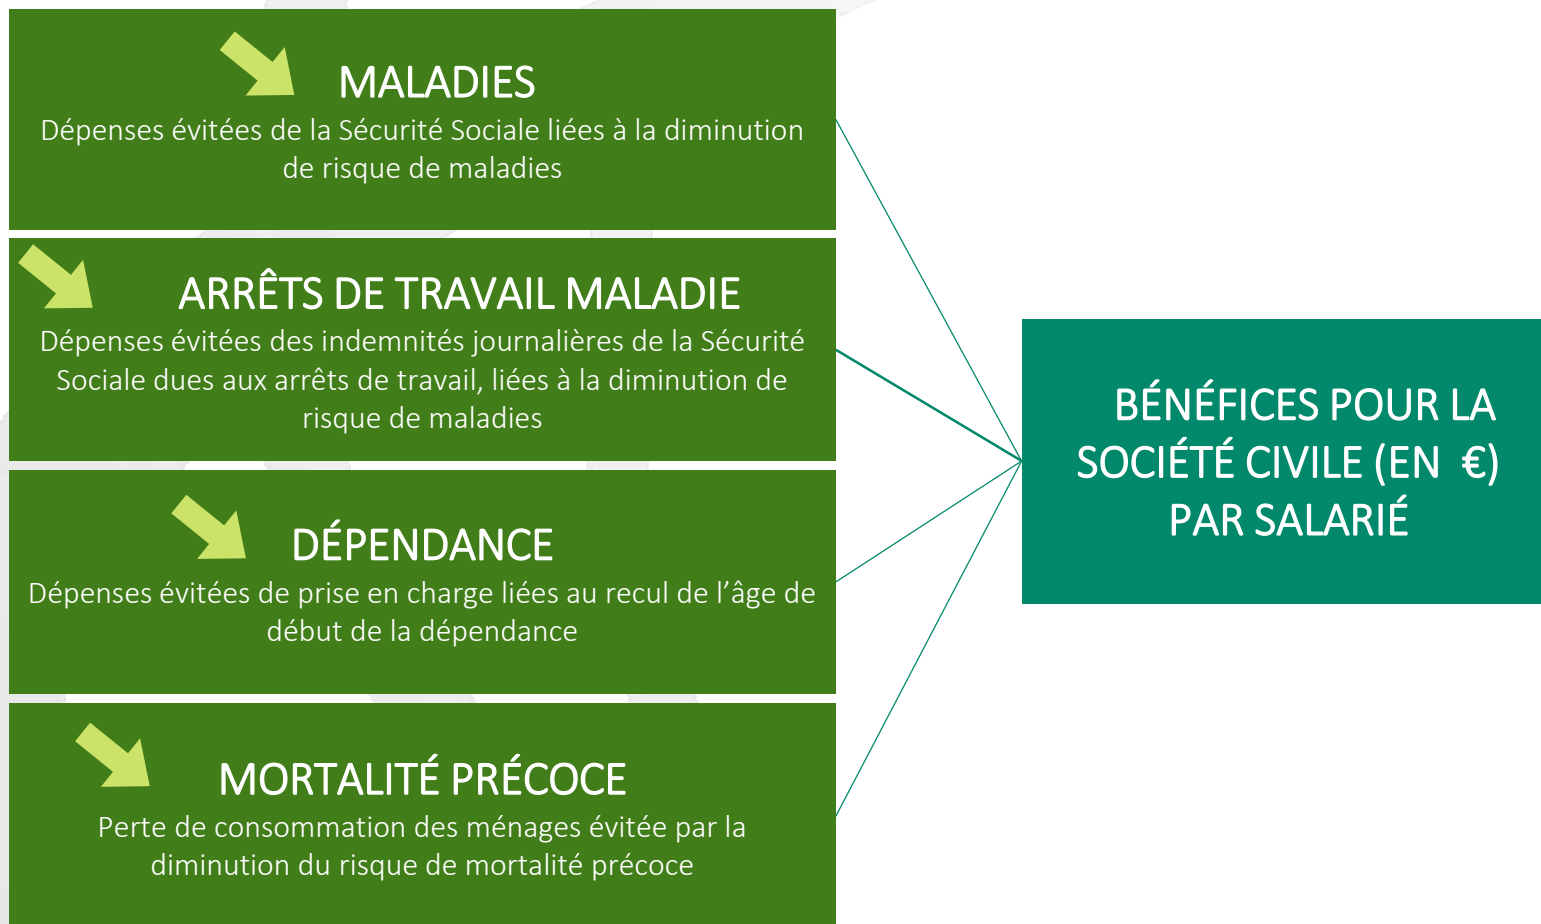 MALADIES
Dépenses évitées de la Sécurité Sociale liées à la diminution
de risque de maladies
ARRÊTS DE TRAVAIL MALADIE
Dépenses évitées des indemnités journalières de la Sécurité
Sociale dues aux arrêts de travail, liées à la diminution de
risque de maladies
DÉPENDANCE
Dépenses évitées de prise en charge liées au recul de l’âge de
début de la dépendance
MORTALITÉ PRÉCOCE
Perte de consommation des ménages évitée par la
diminution du risque de mortalité précoce
BÉNÉFICES POUR LA
SOCIÉTÉ CIVILE (EN €)
PAR SALARIÉ